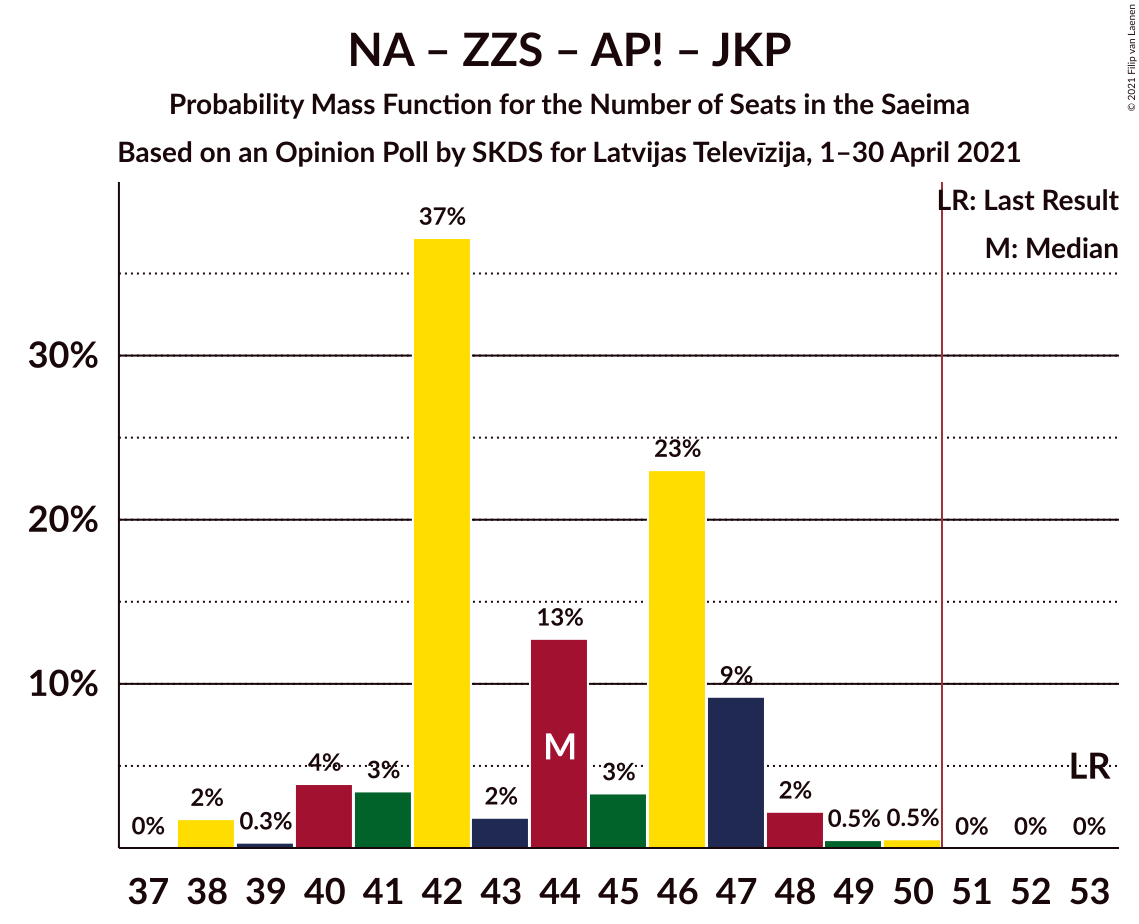 NA – ZZS – AP! – JKP
Probability Mass Function for the Number of Seats in the Saeima
Based on an Opinion Poll by SKDS for Latvijas Televīzija, 1–30 April 2021
© 2021 Filip van Laenen
LR: Last Result
M: Median
37%
30%
23%
20%
13%
10%
9%
M
LR
4%
3%
3%
2%
2%
2%
0%
0.3%
0.5%
0.5%
0%
0%
0%
37 38 39 40 41 42 43 44 45 46 47 48 49 50 51 52 53